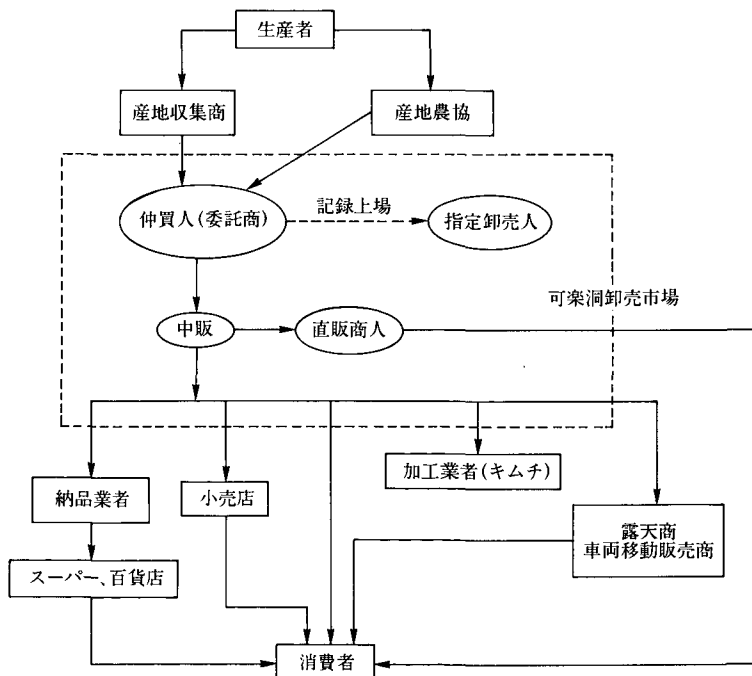 生産者
産地収集商
産地農協
仲買人(委託商)
記録上場
指定卸売人
可楽洞卸売市場
中販
直販商人
加工業者(キムチ)
納品業者
小売店
露天商
車両移動販売商
スーパー、百貨店
消費者